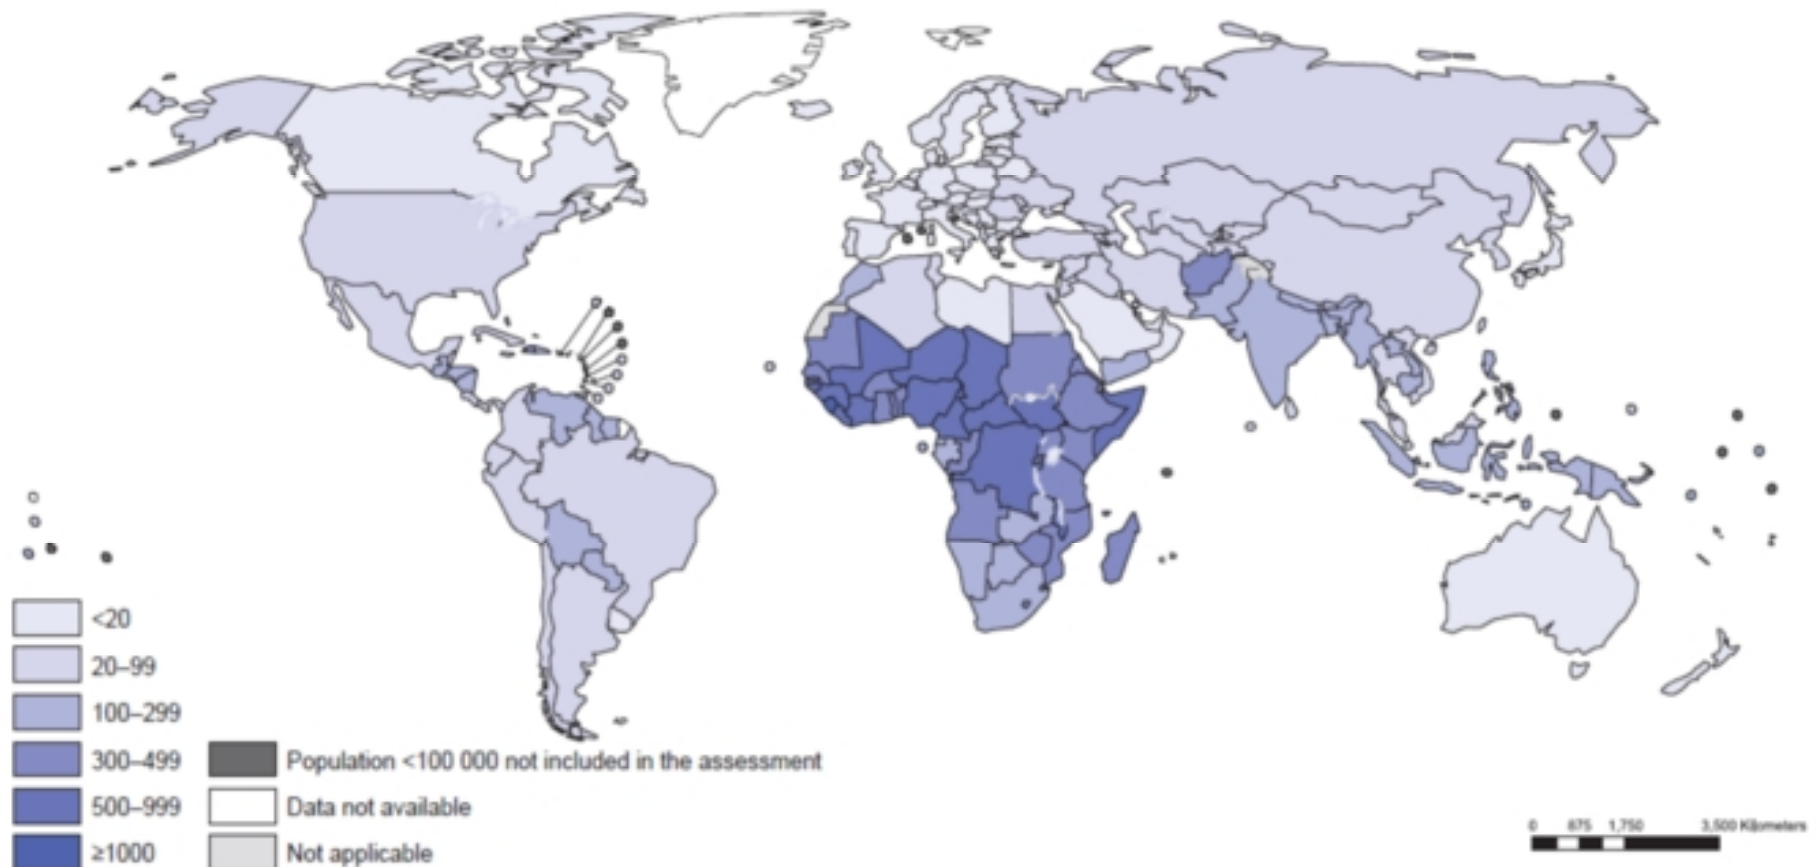 <20
20–99
100–299
300–499
500–999
≥1000
Population <100 000 not included in the assessment
Data not available
Not applicable
0 875 1,750 3,500 Kilometers